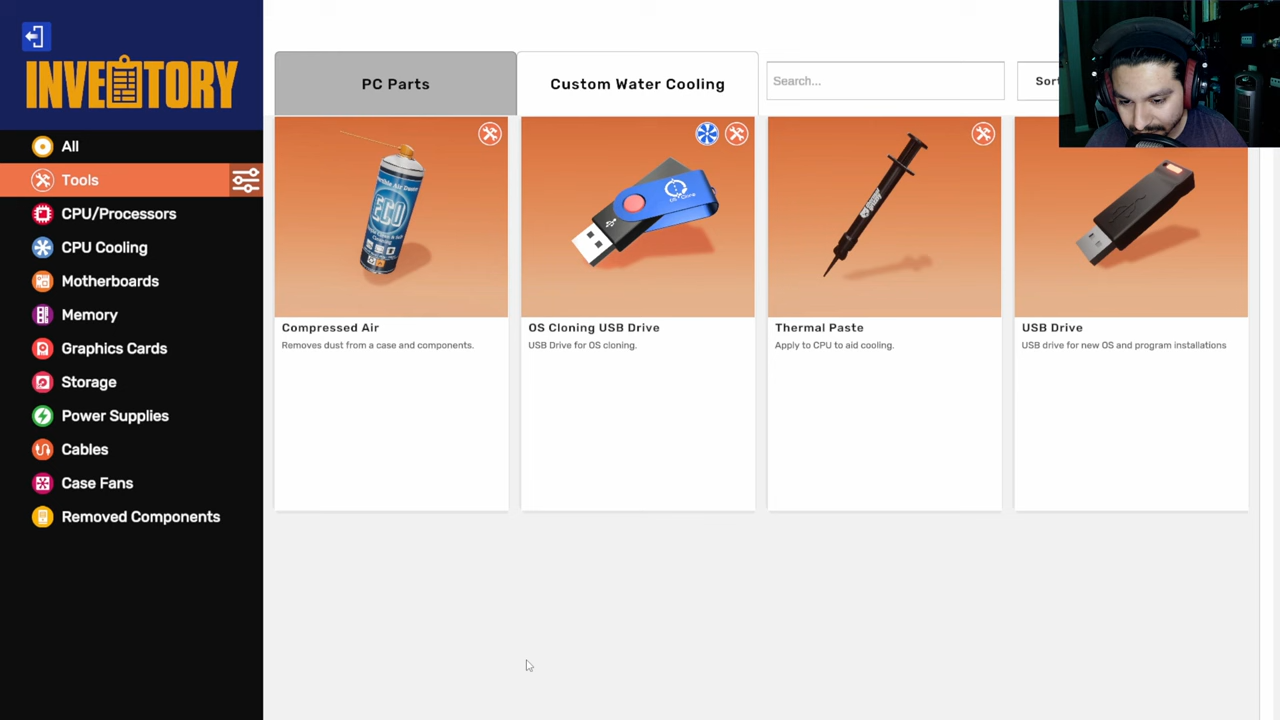 INVENTORY
All
Tools
CPU/Processors
CPU Cooling
Motherboards
Memory
Graphics Cards
Storage
Power Supplies
Cables
Case Fans
Removed Components
PC Parts
Custom Water Cooling
Search...
Sort
ECO
OS Clone
Compressed Air
Removes dust from a case and components.
OS Cloning USB Drive
USB Drive for OS cloning.
Thermal Paste
Apply to CPU to aid cooling.
USB Drive
USB drive for new OS and program installations